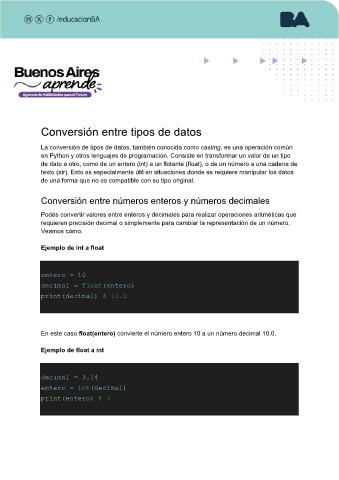 /educacionBA
BA
Buenos Aires
aprende
Agencia de Habilidades para el Futuro
Conversión entre tipos de datos
La conversión de tipos de datos, también conocida como casting, es una operación común
en Python y otros lenguajes de programación. Consiste en transformar un valor de un tipo
de dato a otro, como de un entero (int) a un flotante (float), o de un número a una cadena de
texto (str). Esto es especialmente útil en situaciones donde se requiere manipular los datos
de una forma que no es compatible con su tipo original.
Conversión entre números enteros y números decimales
Podés convertir valores entre enteros y decimales para realizar operaciones aritméticas que
requieren precisión decimal o simplemente para cambiar la representación de un número.
Veamos cómo:
Ejemplo de int a float
entero = 10
decimal = float(entero)
print(decimal) # 10.0
En este caso float(entero) convierte el número entero 10 a un número decimal 10.0.
Ejemplo de float a int
decimal = 3.14
entero = int(decimal)
print(entero) # 3